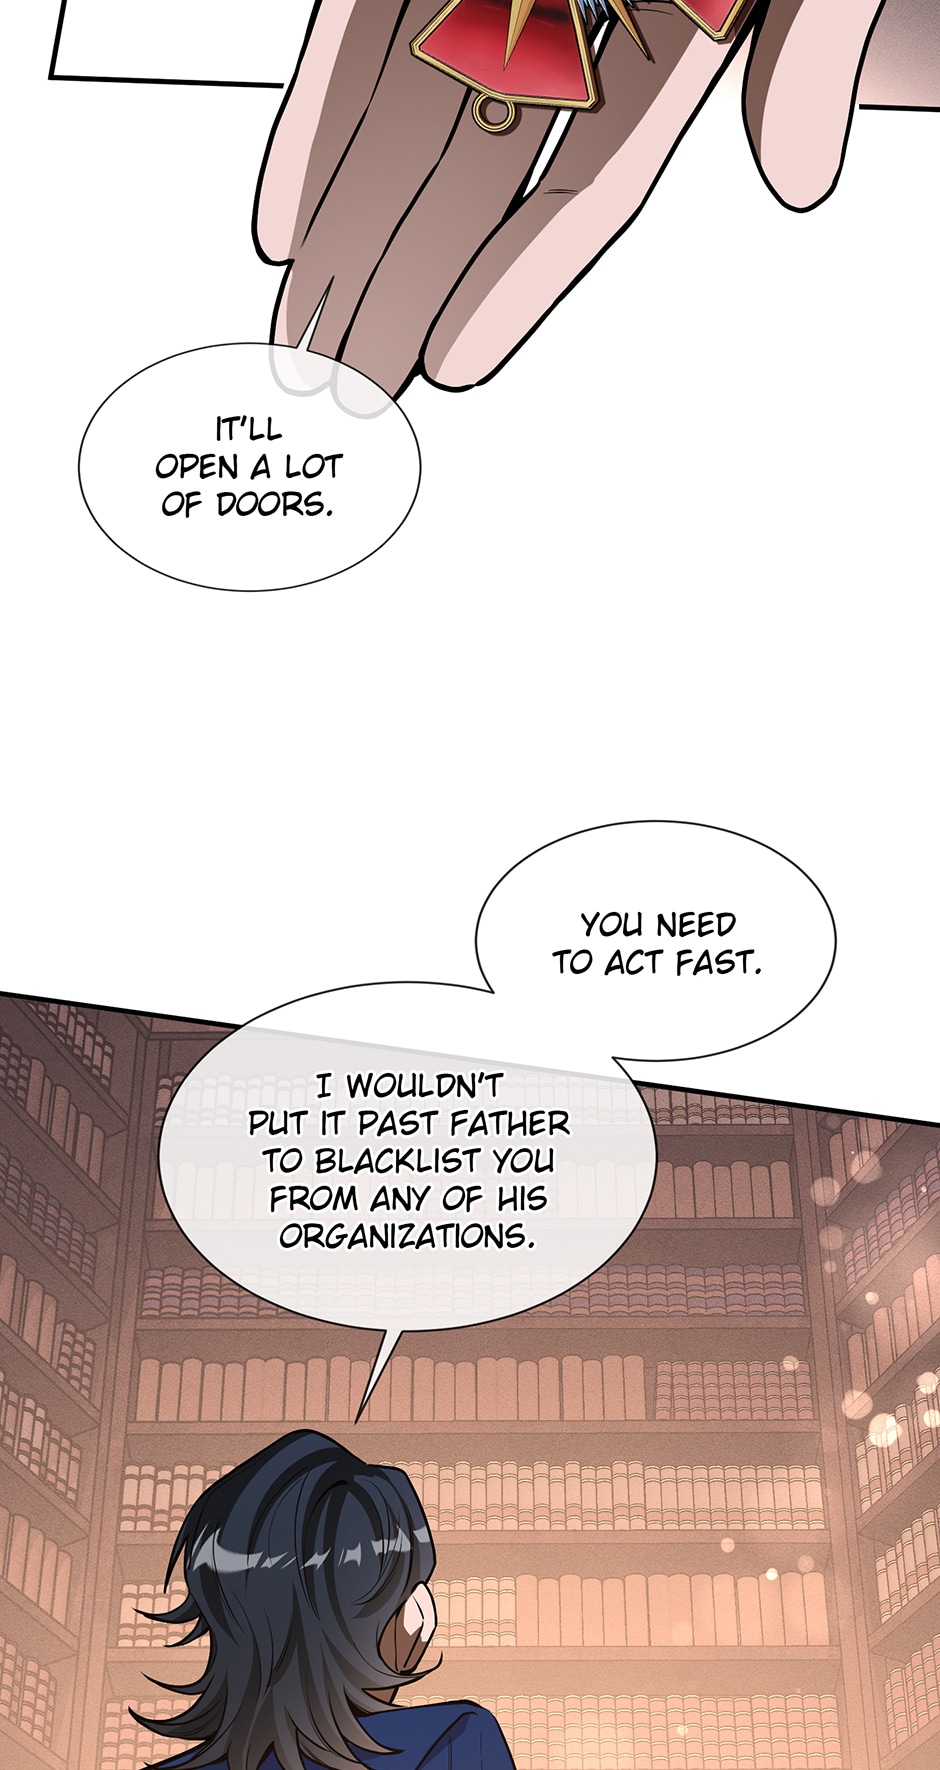 IT'LL
OPEN A LOT
OF DOORS.
YOU NEED
TO ACT FAST.
I WOULDN'T
PUT IT PAST FATHER
TO BLACKLIST YOU
FROM ANY OF HIS
ORGANIZATIONS.